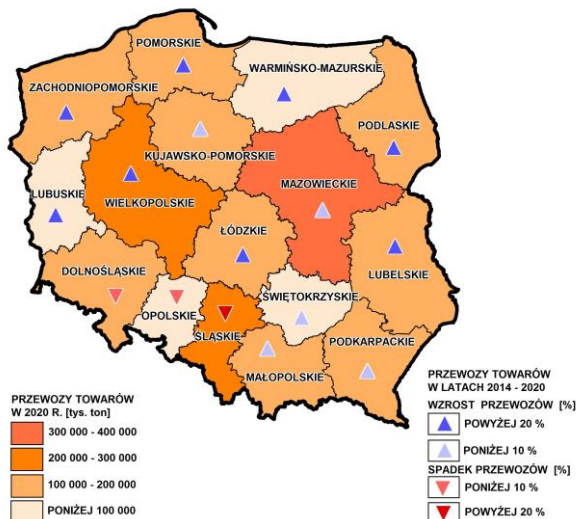 POMORSKIE
WARMIŃSKO-MAZURSKIE
ZACHODNIOPOMORSKIE
PODLASKIE
KUJAWSKO-POMORSKIE
MAZOWIECKIE
LUBUSKIE
WIELKOPOLSKIE
ŁÓDZKIE
DOLNOŚLĄSKIE
LUBELSKIE
ŚWIĘTOKRZYSKIE
OPOLSKIE
ŚLĄSKIE
PODKARPACKIE
MAŁOPOLSKIE
PRZEWOZY TOWARÓW
W 2020 R. [tys. ton]
300 000 - 400 000
200 000 - 300 000
100 000 - 200 000
PONIŻEJ 100 000
PRZEWOZY TOWARÓW
W LATACH 2014 - 2020
WZROST PRZEWOZÓW [%]
POWYŻEJ 20 %
PONIŻEJ 10 %
SPADEK PRZEWOZÓW [%]
PONIŻEJ 10 %
POWYŻEJ 20 %